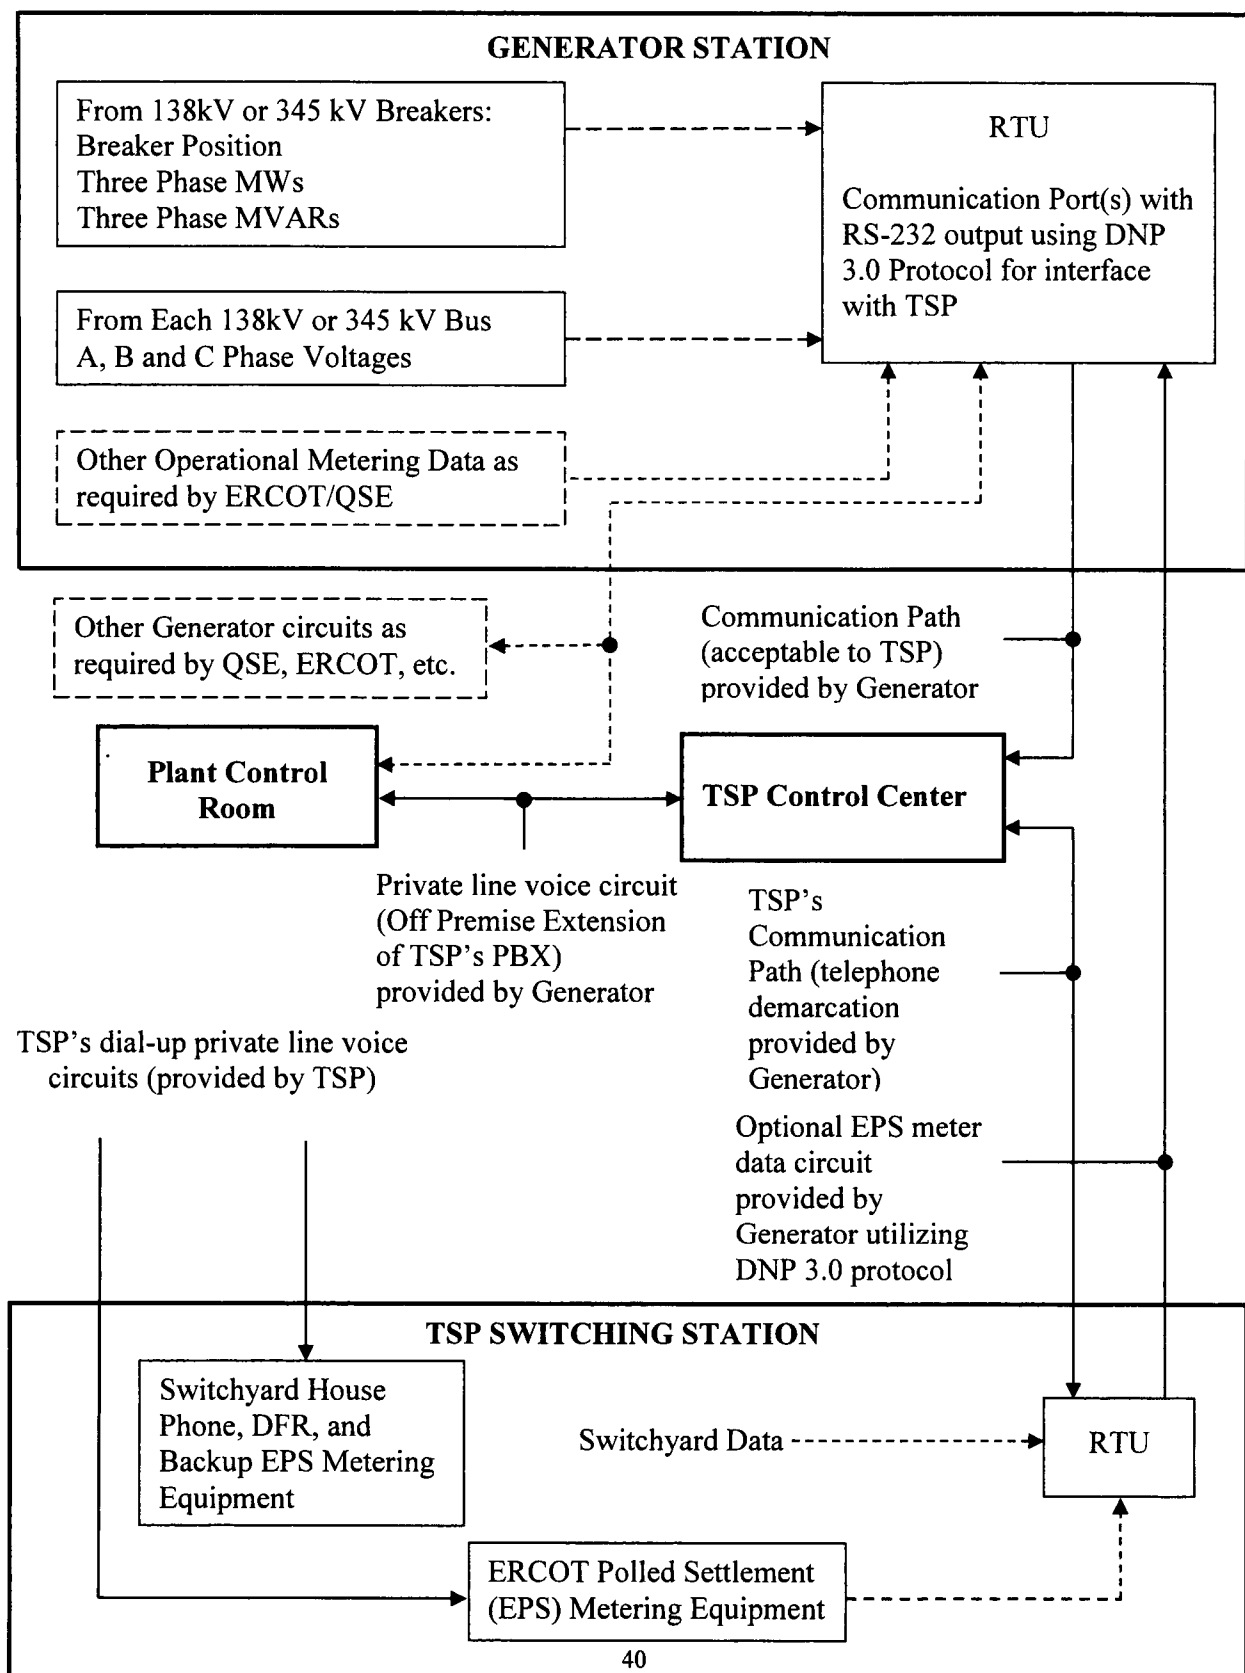 GENERATOR STATION
From 138kV or 345 kV Breakers:
Breaker Position
Three Phase MWs
Three Phase MVARs
RTU
Communication Port(s) with
RS-232 output using DNP
3.0 Protocol for interface
with TSP
From Each 138kV or 345 kV Bus
A, B and C Phase Voltages
Other Operational Metering Data as
required by ERCOT/QSE
Other Generator circuits as
required by QSE, ERCOT, etc.
Communication Path
(acceptable to TSP)
provided by Generator
Plant Control
Room
TSP Control Center
Private line voice circuit
(Off Premise Extension
of TSP's PBX)
provided by Generator
TSP's
Communication
Path (telephone
demarcation
provided by
Generator)
TSP's dial-up private line voice
circuits (provided by TSP)
Optional EPS meter
data circuit
provided by
Generator utilizing
DNP 3.0 protocol
TSP SWITCHING STATION
Switchyard House
Phone, DFR, and
Backup EPS Metering
Equipment
Switchyard Data
RTU
ERCOT Polled Settlement
(EPS) Metering Equipment
40